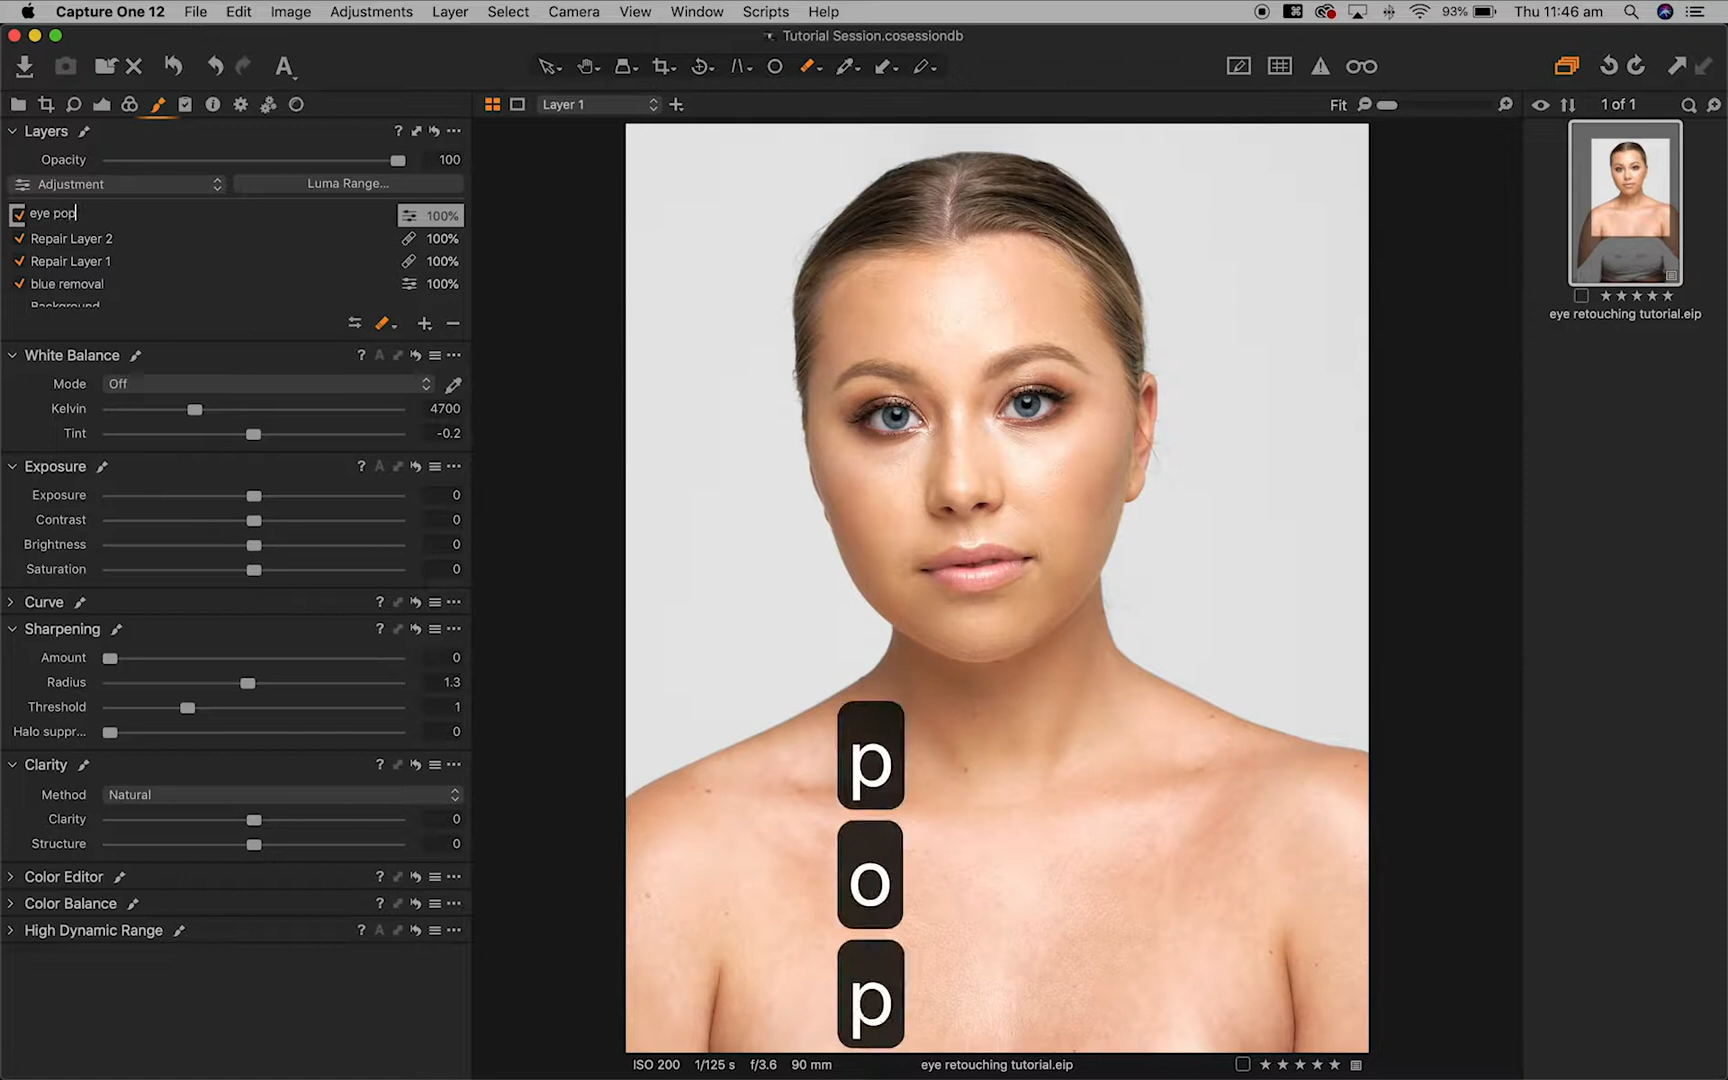 Capture One 12 File Edit Image Adjustments Layer Select Camera View Window Scripts Help 93% Thu 11:46 am
Tutorial Session.cosessiondb
Layer 1 Fit 1 of 1
Layers
Opacity 100
Adjustment Luma Range...
eye pop 100%
Repair Layer 2 100%
Repair Layer 1 100%
blue removal 100%
Background
eye retouching tutorial.eip
White Balance
Mode Off
Kelvin 4700
Tint -0.2
Exposure
Exposure 0
Contrast 0
Brightness 0
Saturation 0
Curve
Sharpening
Amount 0
Radius 1.3
Threshold 1
Halo suppr... 0
Clarity
Method Natural
Clarity 0
Structure 0
Color Editor
Color Balance
High Dynamic Range
p
o
p
ISO 200 1/125 s f/3.6 90 mm eye retouching tutorial.eip